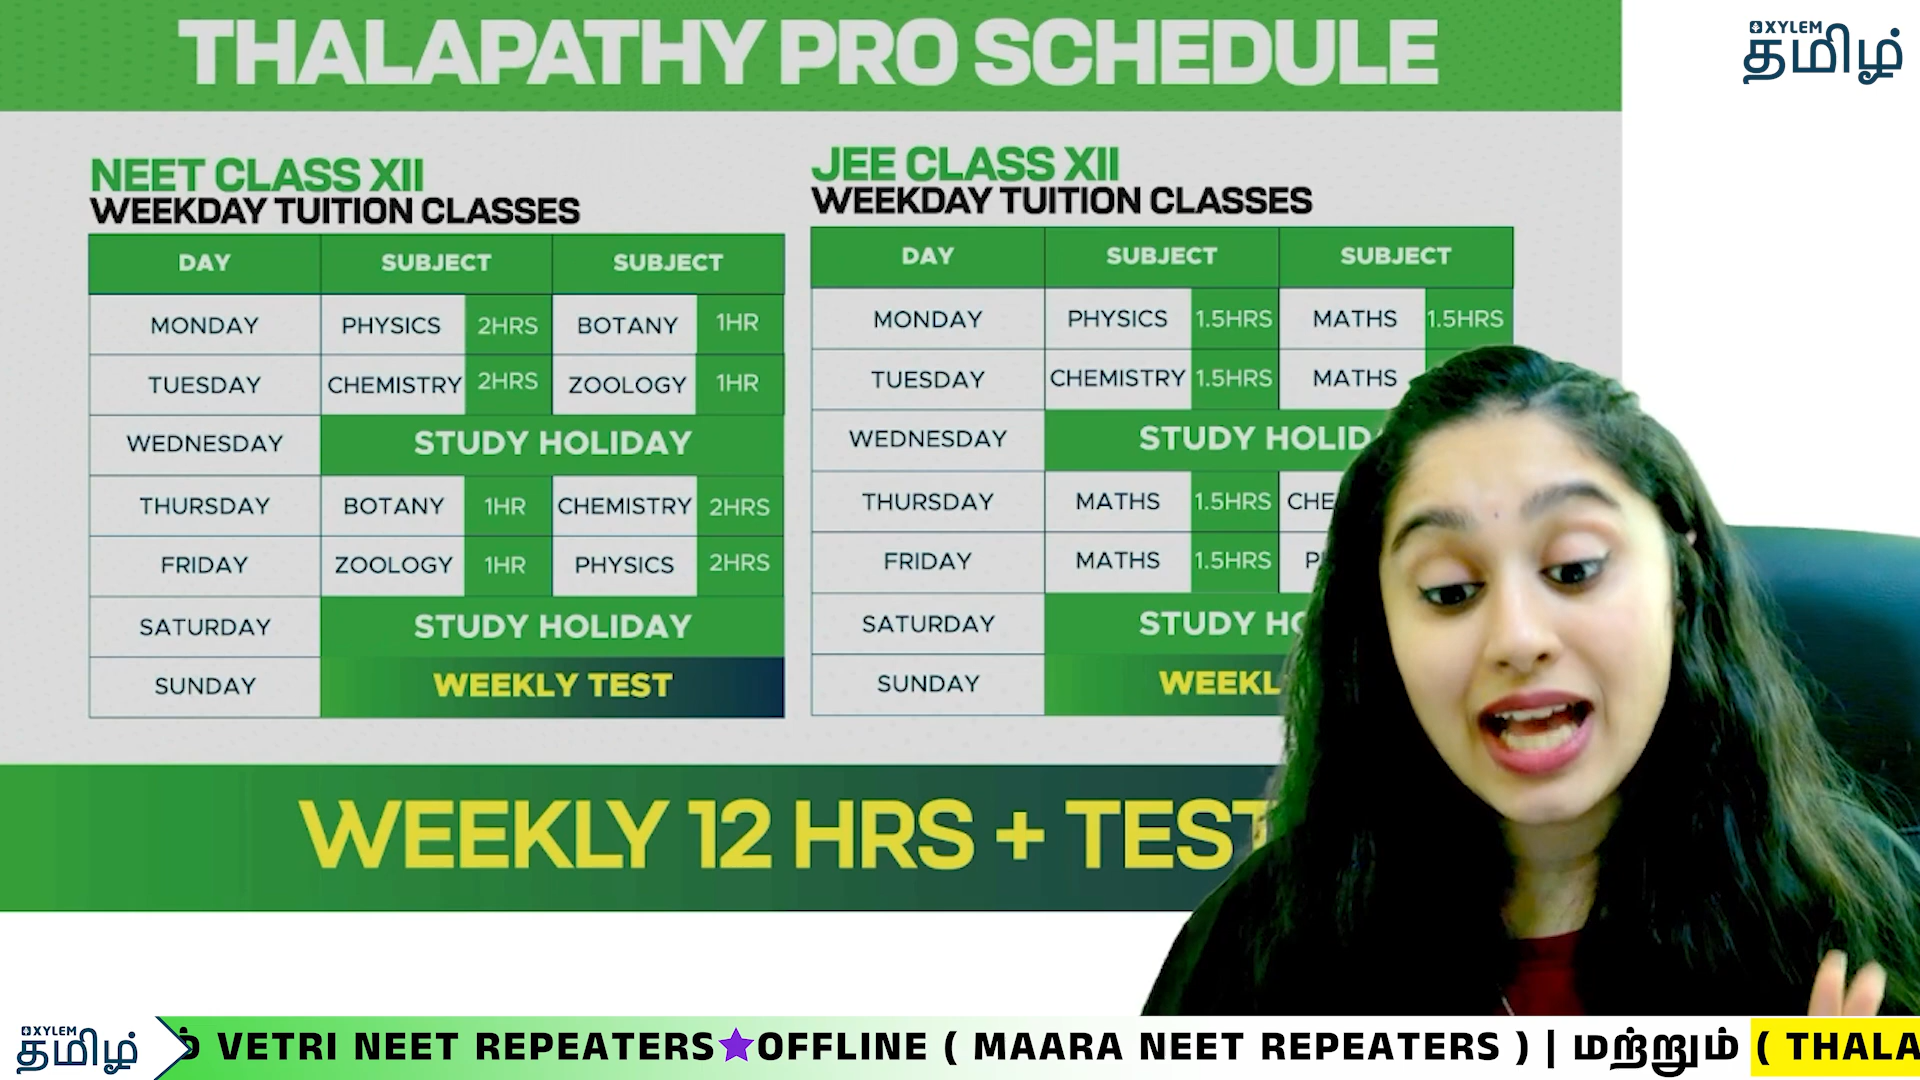 THALAPATHY PRO SCHEDULE
XYLEM
தமிழ்
NEET CLASS XII
WEEKDAY TUITION CLASSES
DAY SUBJECT SUBJECT
MONDAY PHYSICS 2HRS BOTANY 1HR
TUESDAY CHEMISTRY 2HRS ZOOLOGY 1HR
WEDNESDAY STUDY HOLIDAY
THURSDAY BOTANY 1HR CHEMISTRY 2HRS
FRIDAY ZOOLOGY 1HR PHYSICS 2HRS
SATURDAY STUDY HOLIDAY
SUNDAY WEEKLY TEST
JEE CLASS XII
WEEKDAY TUITION CLASSES
DAY SUBJECT SUBJECT
MONDAY PHYSICS 1.5HRS MATHS 1.5HRS
TUESDAY CHEMISTRY 1.5HRS MATHS
WEDNESDAY STUDY
THURSDAY MATHS 1.5HRS
FRIDAY MATHS 1.5HRS
SATURDAY STUDY
SUNDAY
WEEKLY 12 HRS + TEST
XYLEM
தமிழ்
VETRI NEET REPEATERS★OFFLINE ( MAARA NEET REPEATERS ) | மற்றும் ( THALA